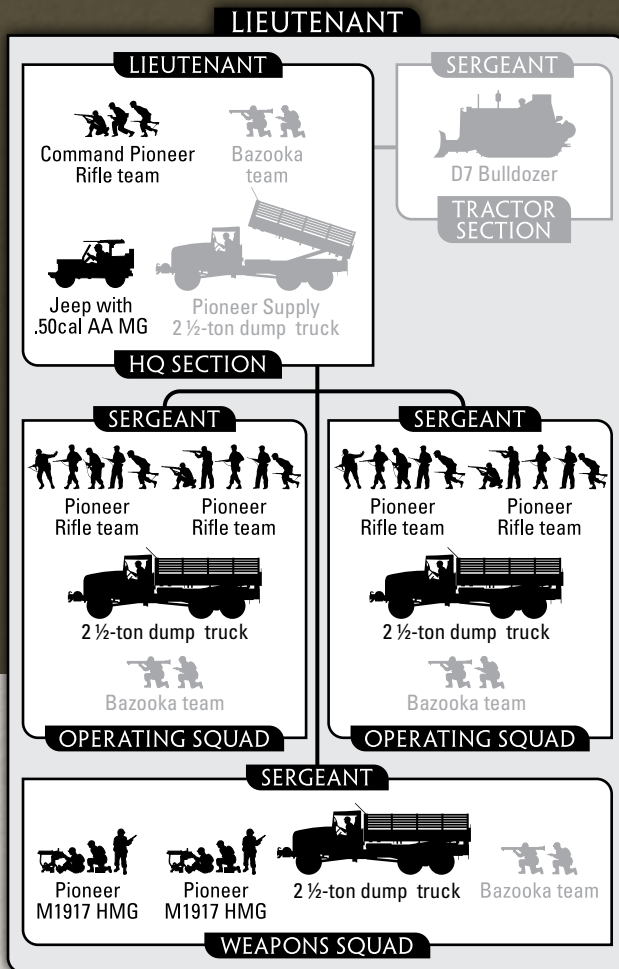 LIEUTENANT
LIEUTENANT
Command Pioneer
Rifle team
Bazooka
team
Jeep with
.50cal AA MG
Pioneer Supply
2 ½-ton dump truck
HQ SECTION
SERGEANT
D7 Bulldozer
TRACTOR
SECTION
SERGEANT
Pioneer
Rifle team
Pioneer
Rifle team
2 ½-ton dump truck
Bazooka team
OPERATING SQUAD
SERGEANT
Pioneer
Rifle team
Pioneer
Rifle team
2 ½-ton dump truck
Bazooka team
OPERATING SQUAD
SERGEANT
Pioneer
M1917 HMG
Pioneer
M1917 HMG
2 ½-ton dump truck
Bazooka team
WEAPONS SQUAD